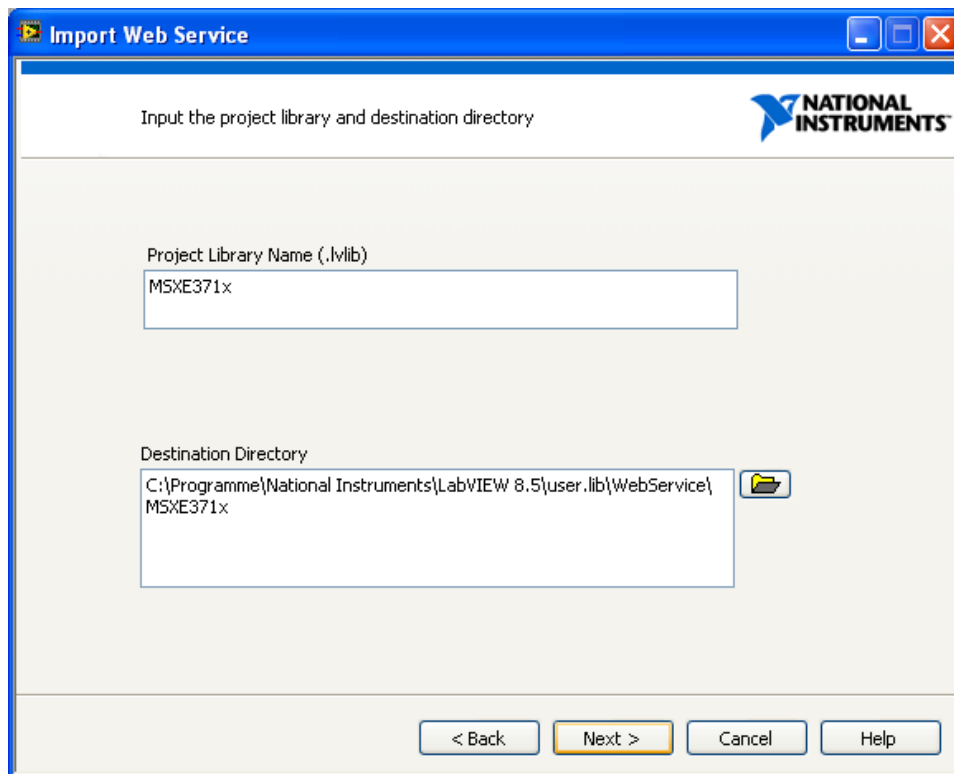 Import Web Service
Input the project library and destination directory
NATIONAL
INSTRUMENTS™
Project Library Name (.lvlib)
MSXE371x
Destination Directory
C:\Programme\National Instruments\LabVIEW 8.5\user.lib\WebService\
MSXE371x
< Back Next > Cancel Help